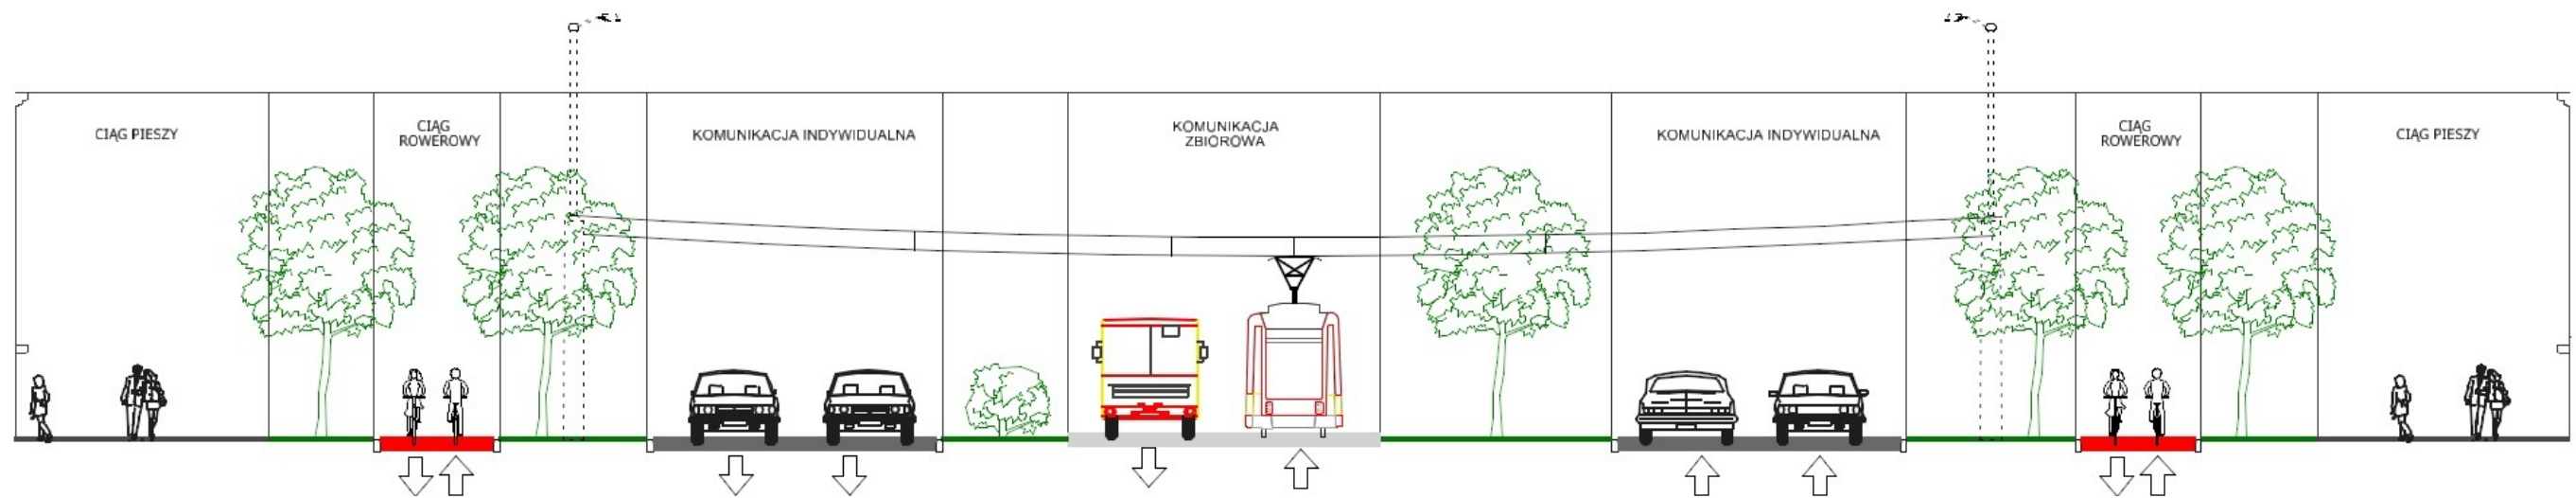 CIĄG PIESZY
CIĄG
ROWEROWY
KOMUNIKACJA INDYWIDUALNA
KOMUNIKACJA
ZBIOROWA
KOMUNIKACJA INDYWIDUALNA
CIĄG
ROWEROWY
CIĄG PIESZY